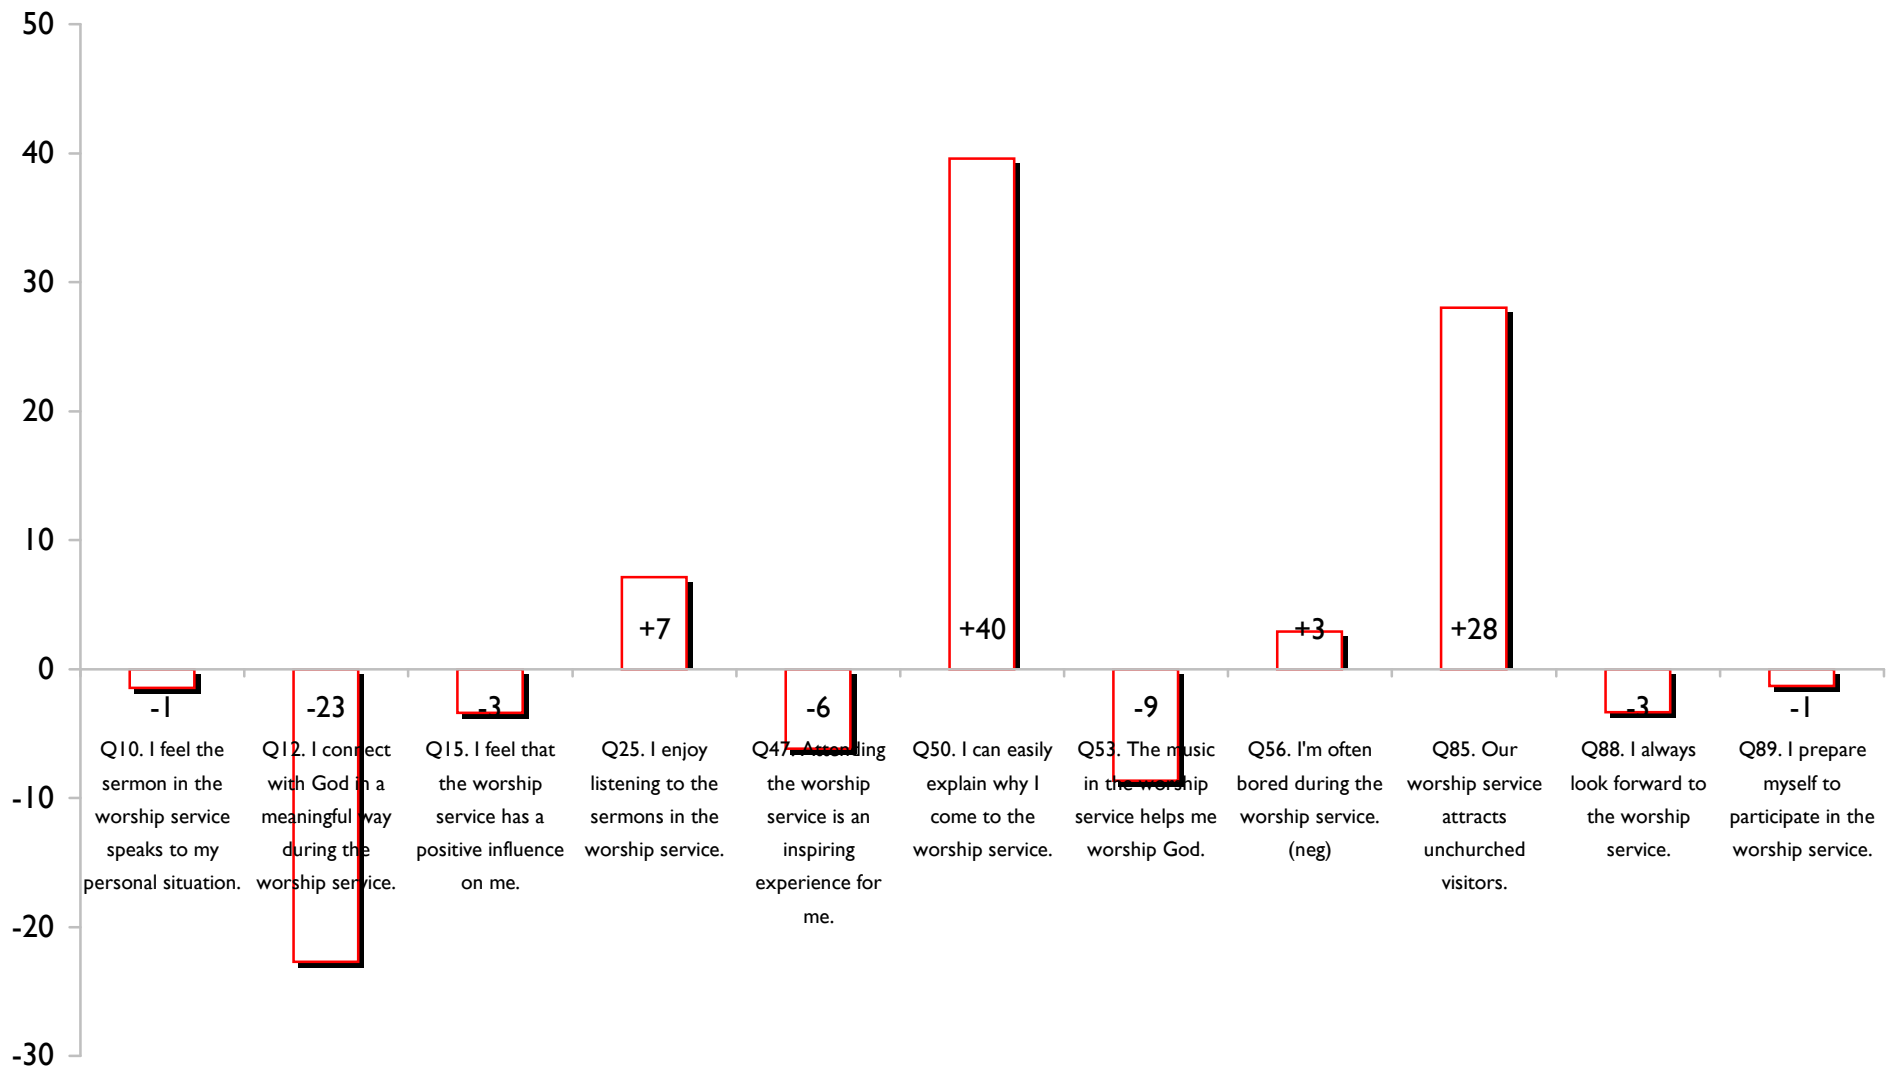 50
40
30
20
10
0
-10
-20
-30
+7
+40
+3
+28
-1
-23
-3
-6
-9
-3
-1
Q10. I feel the
sermon in the
worship service
speaks to my
personal situation.
Q12. I connect
with God in a
meaningful way
during the
worship service.
Q15. I feel that
the worship
service has a
positive influence
on me.
Q25. I enjoy
listening to the
sermons in the
worship service.
Q47. Attending
the worship
service is an
inspiring
experience for
me.
Q50. I can easily
explain why I
come to the
worship service.
Q53. The music
in the worship
service helps me
worship God.
Q56. I'm often
bored during the
worship service.
(neg)
Q85. Our
worship service
attracts
unchurched
visitors.
Q88. I always
look forward to
the worship
service.
Q89. I prepare
myself to
participate in the
worship service.